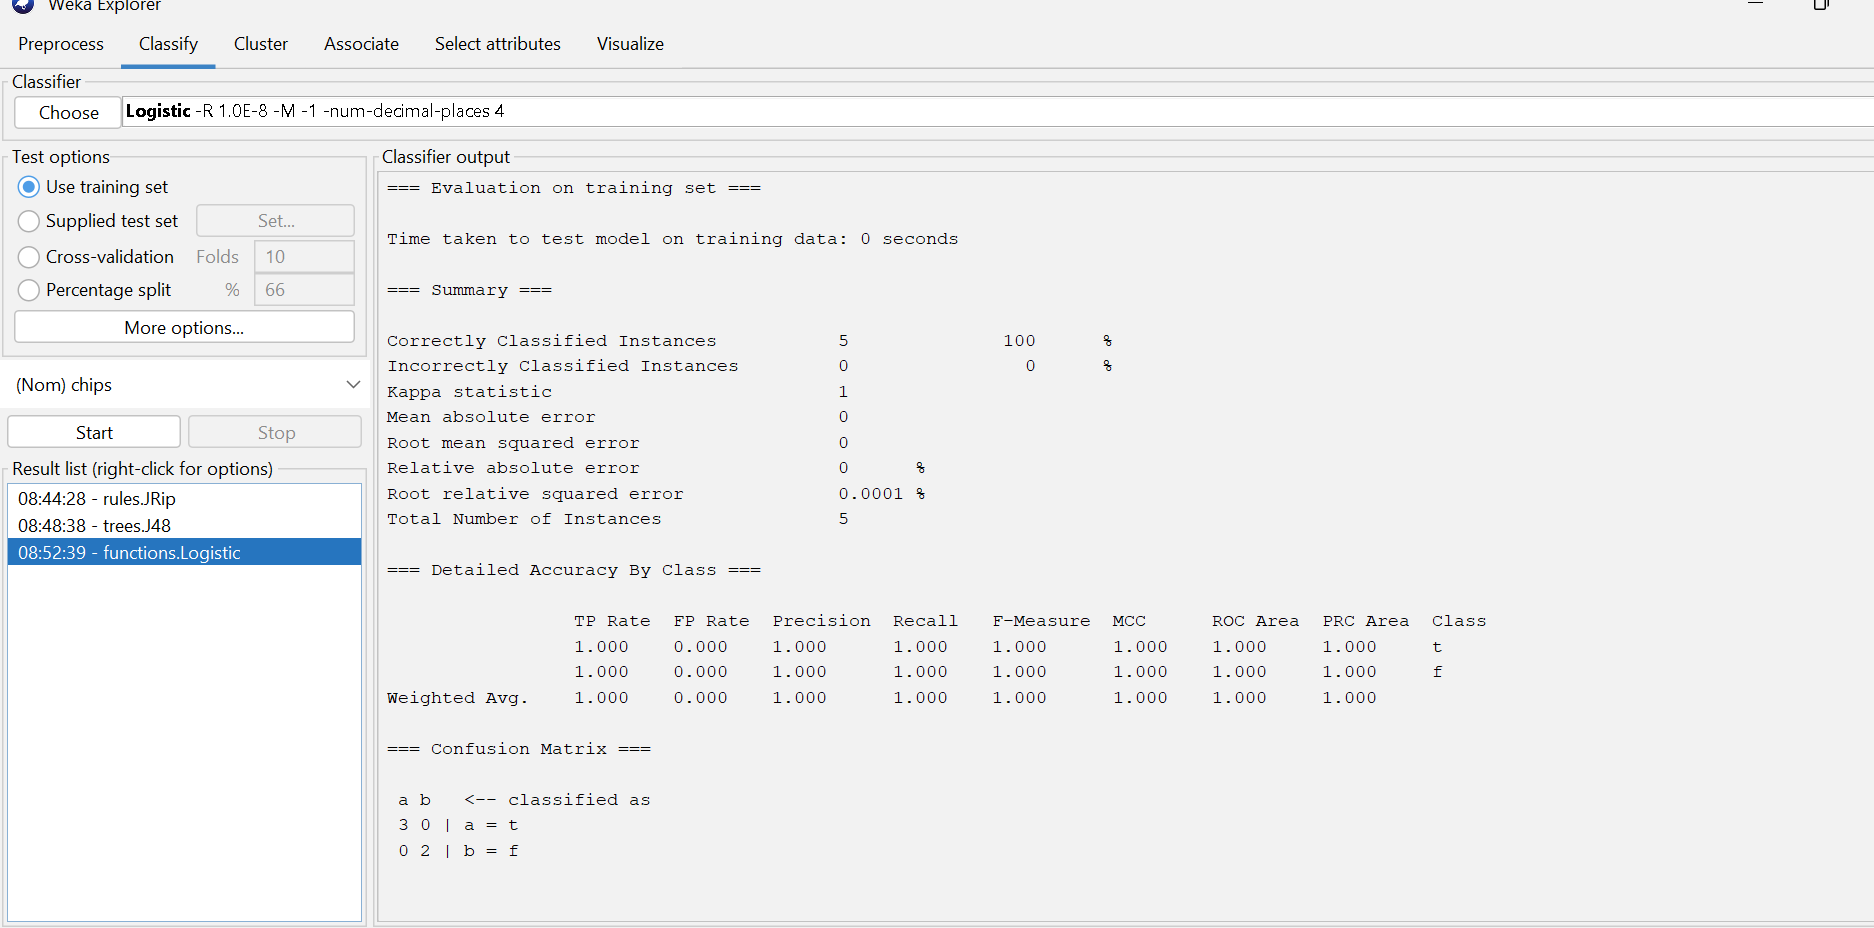 Weka Explorer
Preprocess Classify Cluster Associate Select attributes Visualize
Classifier
Choose Logistic -R 1.0E-8 -M -1 -num-decimal-places 4
Test options
Use training set
Supplied test set Set...
Cross-validation Folds 10
Percentage split % 66
More options...
(Nom) chips
Start Stop
Result list (right-click for options)
08:44:28 - rules.JRip
08:48:38 - trees.J48
08:52:39 - functions.Logistic
Classifier output
=== Evaluation on training set ===
Time taken to test model on training data: 0 seconds
=== Summary ===
Correctly Classified Instances 5 100 %
Incorrectly Classified Instances 0 0 %
Kappa statistic 1
Mean absolute error 0
Root mean squared error 0
Relative absolute error 0 %
Root relative squared error 0.0001 %
Total Number of Instances 5
=== Detailed Accuracy By Class ===
TP Rate FP Rate Precision Recall F-Measure MCC ROC Area PRC Area Class
1.000 0.000 1.000 1.000 1.000 1.000 1.000 1.000 t
1.000 0.000 1.000 1.000 1.000 1.000 1.000 1.000 f
Weighted Avg. 1.000 0.000 1.000 1.000 1.000 1.000 1.000 1.000
=== Confusion Matrix ===
a b <-- classified as
3 0 | a = t
0 2 | b = f